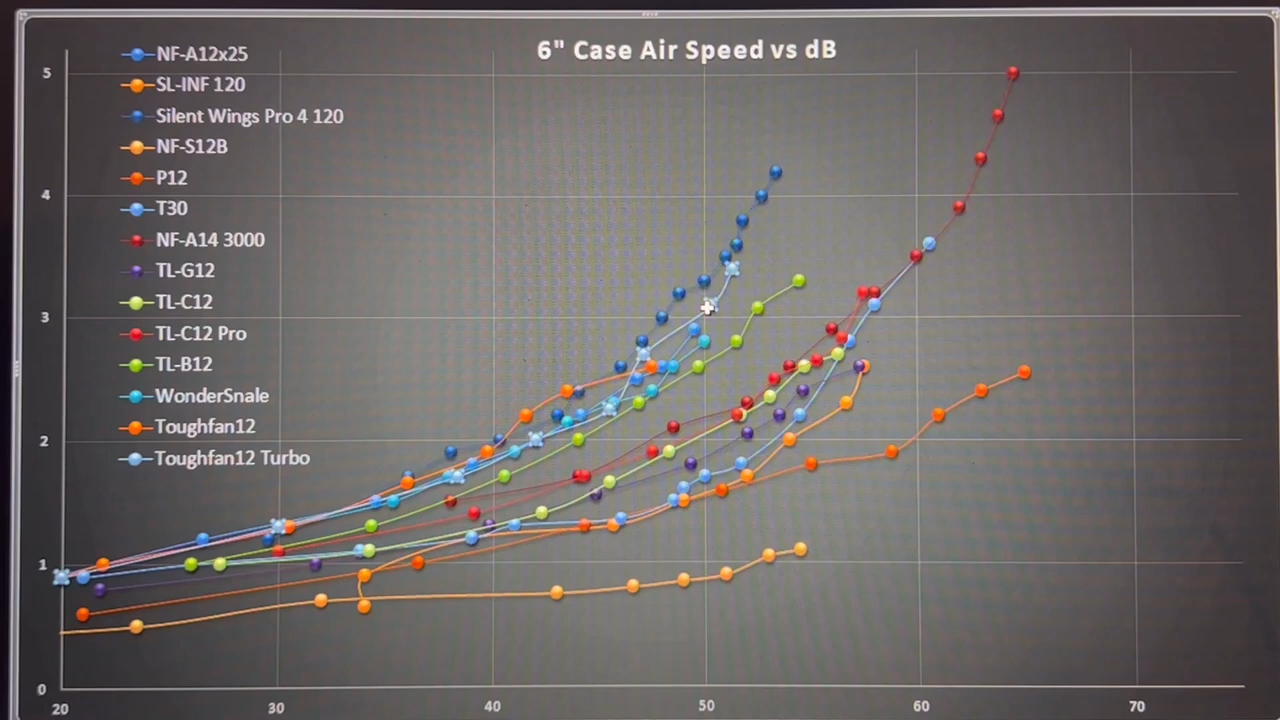 6" Case Air Speed vs dB
NF-A12x25
SL-INF 120
Silent Wings Pro 4 120
NF-S12B
P12
T30
NF-A14 3000
TL-G12
TL-C12
TL-C12 Pro
TL-B12
WonderSnale
Toughfan12
Toughfan12 Turbo
5
4
3
2
1
0
20 30 40 50 60 70